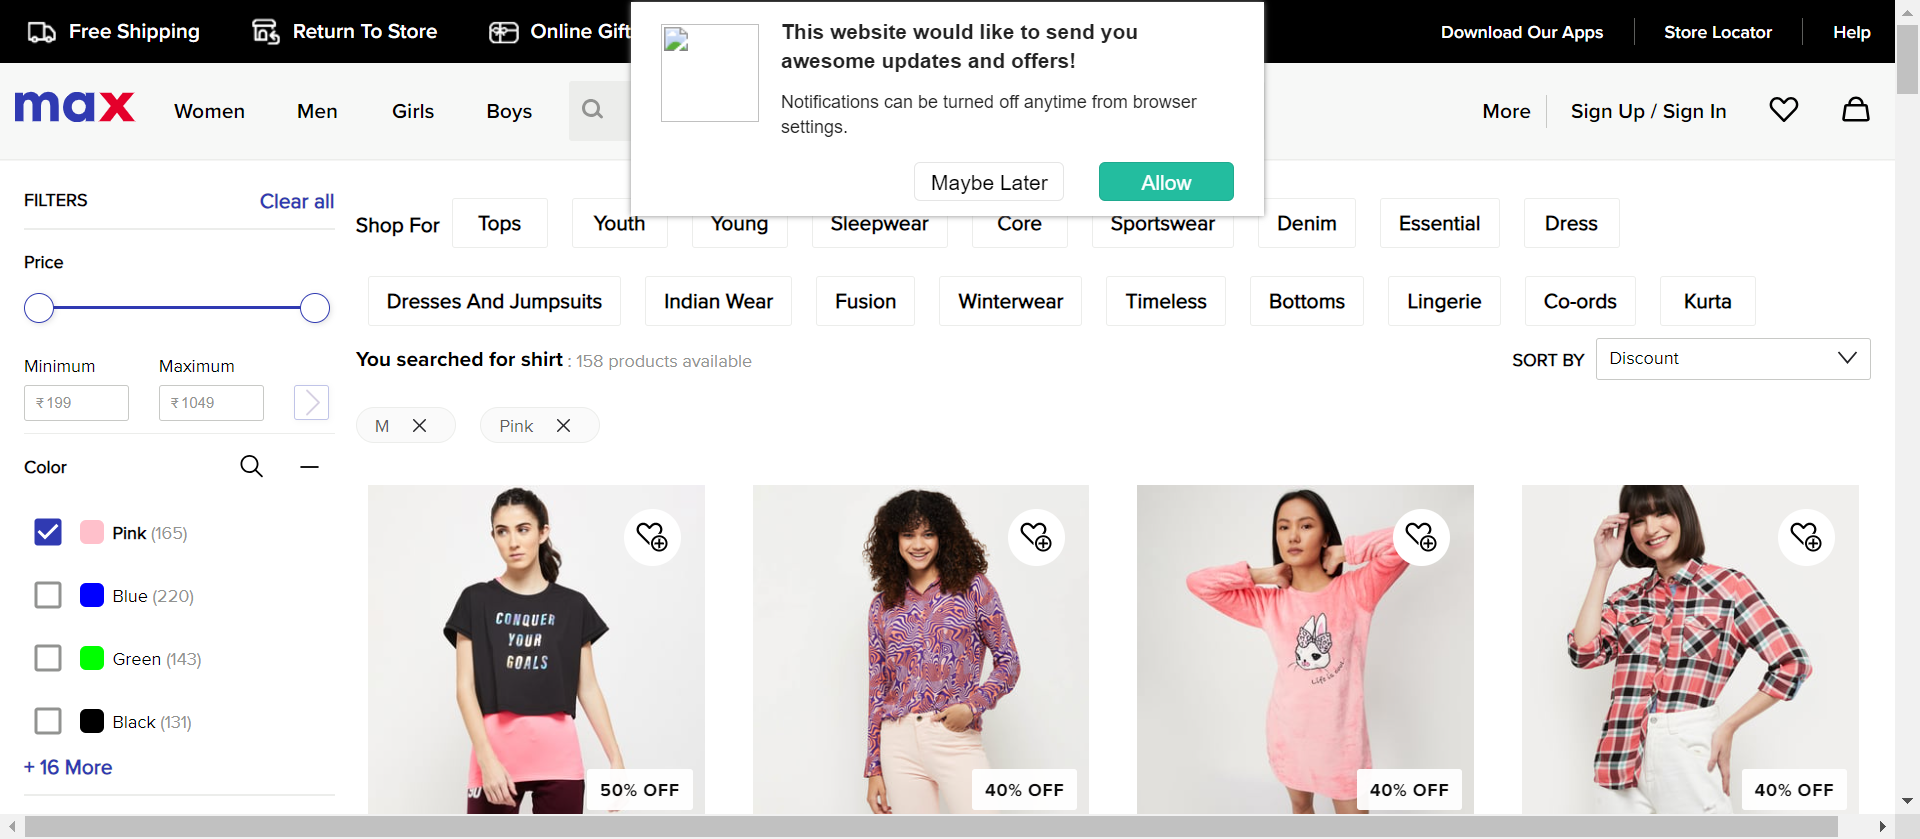 Free Shipping
Return To Store
Online Gift
Download Our Apps
Store Locator
Help
This website would like to send you
awesome updates and offers!
Notifications can be turned off anytime from browser
settings.
Maybe Later
Allow
max
Women
Men
Girls
Boys
More
Sign Up / Sign In
FILTERS
Clear all
Price
Minimum
Maximum
₹ 199
₹ 1049
Color
Pink (165)
Blue (220)
Green (143)
Black (131)
+ 16 More
Shop For
Tops
Youth
Young
Sleepwear
Core
Sportswear
Denim
Essential
Dress
Dresses And Jumpsuits
Indian Wear
Fusion
Winterwear
Timeless
Bottoms
Lingerie
Co-ords
Kurta
You searched for shirt : 158 products available
SORT BY
Discount
M
Pink
CONQUER
YOUR
GOALS
50% OFF
40% OFF
Life is cool.
40% OFF
40% OFF